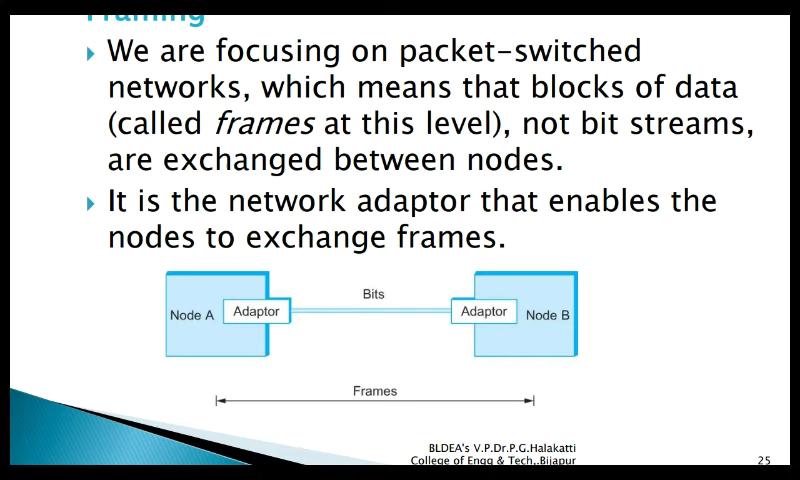 Framing
We are focusing on packet-switched
networks, which means that blocks of data
(called frames at this level), not bit streams,
are exchanged between nodes.
It is the network adaptor that enables the
nodes to exchange frames.
Bits
Node A
Adaptor
Adaptor
Node B
Frames
BLDEA's V.P.Dr.P.G.Halakatti
College of Engg & Tech,.Bijapur
25